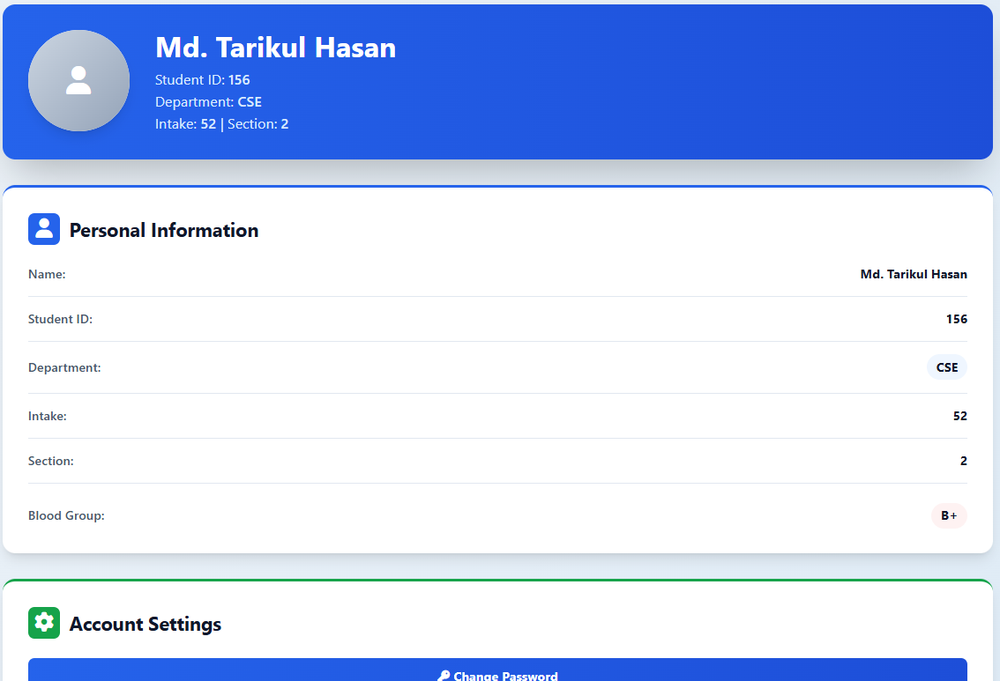 Md. Tarikul Hasan
Student ID: 156
Department: CSE
Intake: 52 | Section: 2
Personal Information
Name: Md. Tarikul Hasan
Student ID: 156
Department: CSE
Intake: 52
Section: 2
Blood Group: B+
Account Settings
Change Password